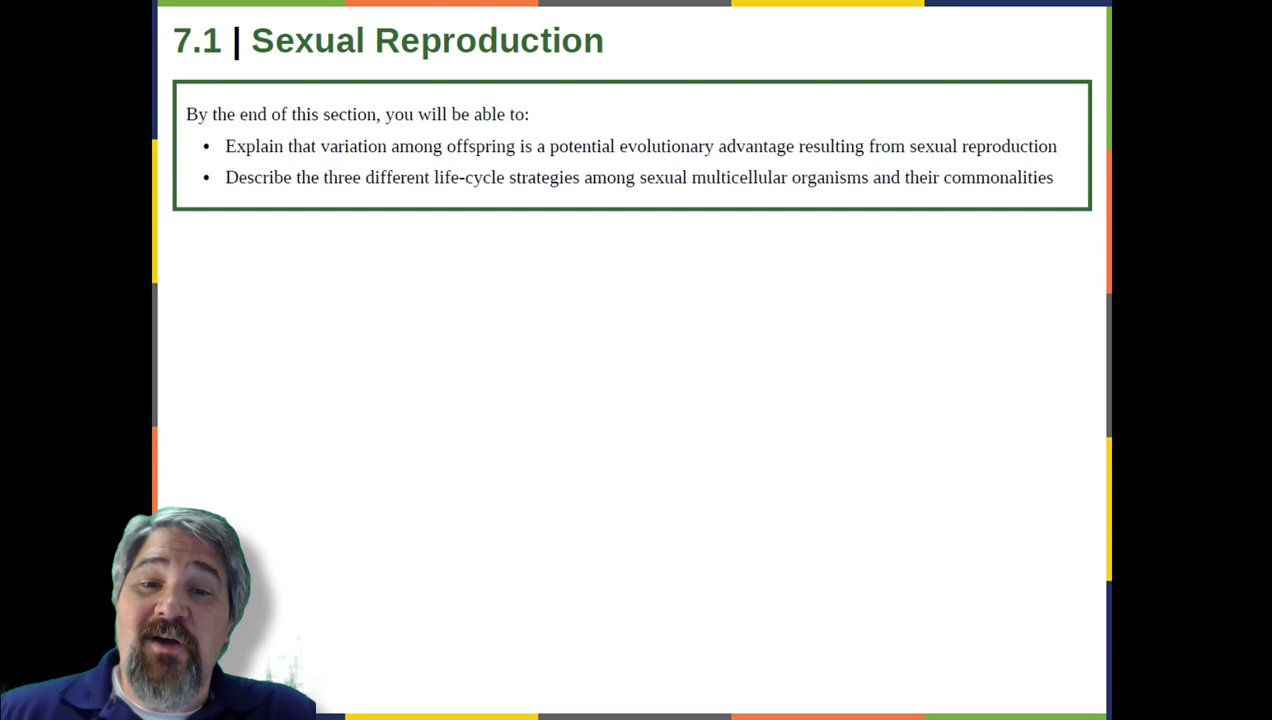 7.1 | Sexual Reproduction
By the end of this section, you will be able to:
• Explain that variation among offspring is a potential evolutionary advantage resulting from sexual reproduction
• Describe the three different life-cycle strategies among sexual multicellular organisms and their commonalities